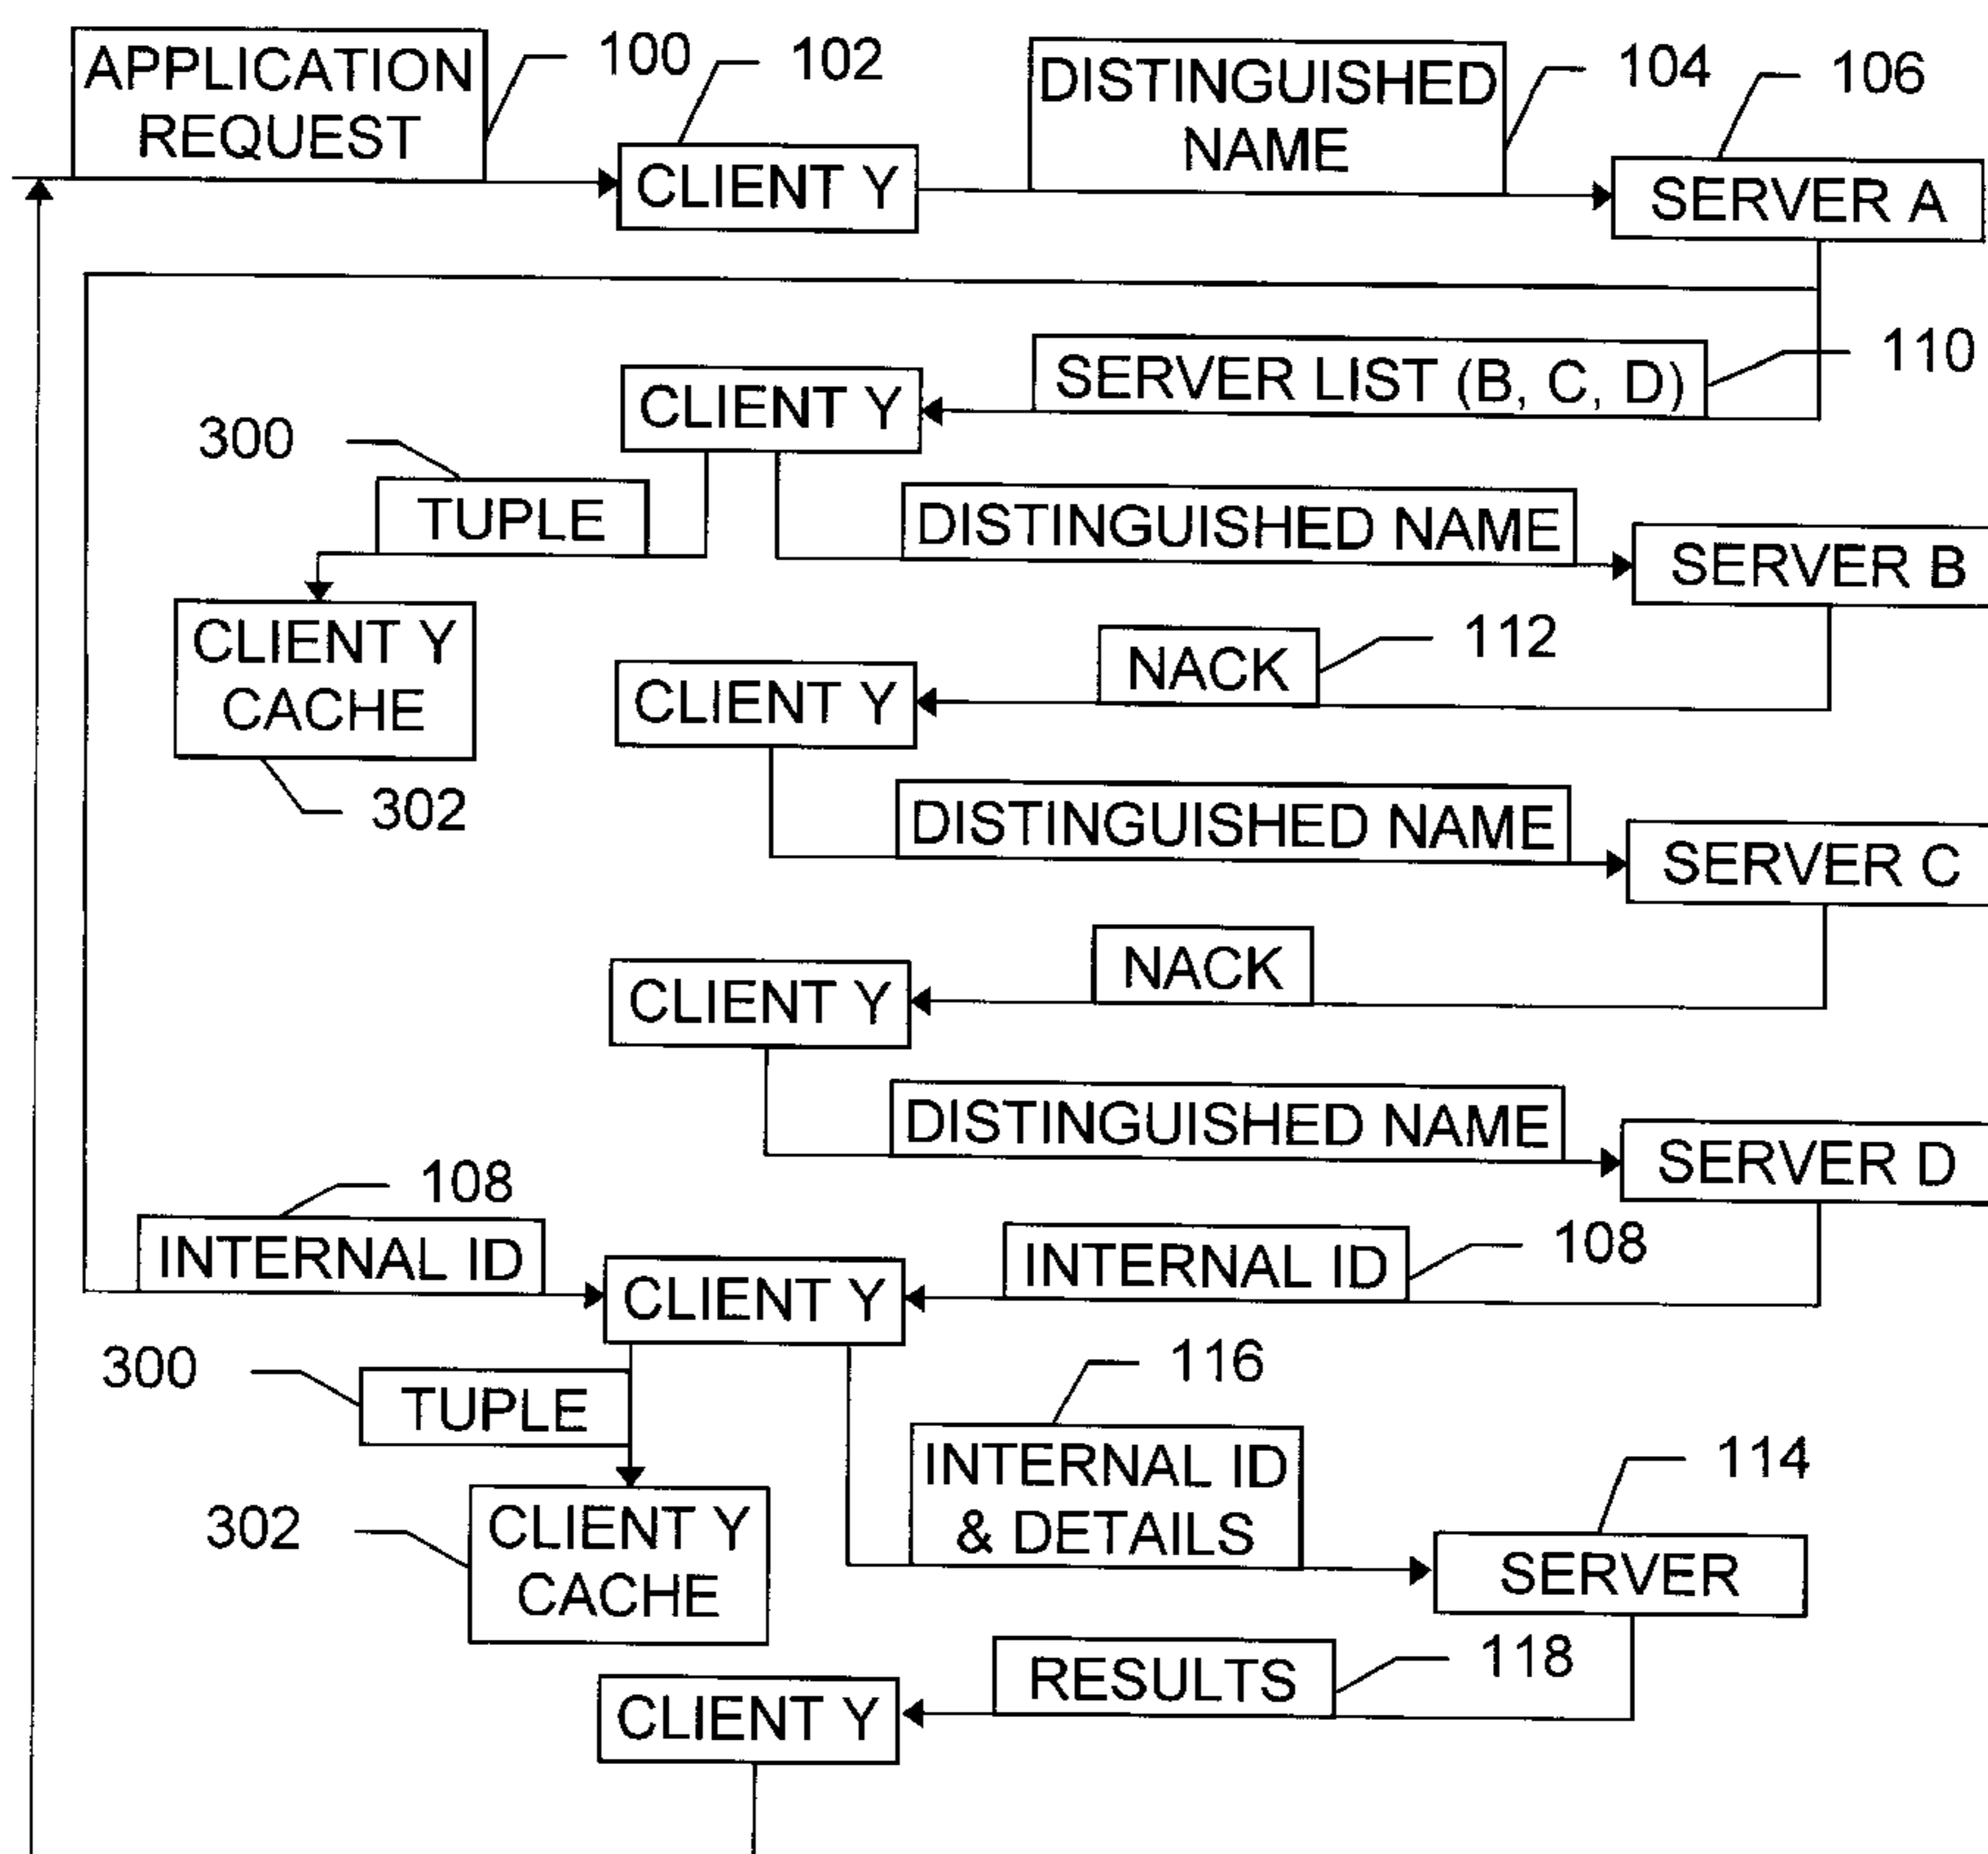 APPLICATION
REQUEST
100
102
DISTINGUISHED
NAME
104
106
CLIENT Y
SERVER A
SERVER LIST (B, C, D)
110
CLIENT Y
300
TUPLE
DISTINGUISHED NAME
SERVER B
CLIENT Y
CACHE
302
NACK
112
CLIENT Y
DISTINGUISHED NAME
SERVER C
NACK
CLIENT Y
DISTINGUISHED NAME
SERVER D
108
INTERNAL ID
CLIENT Y
INTERNAL ID
108
300
TUPLE
116
INTERNAL ID
& DETAILS
114
SERVER
302
CLIENT Y
CACHE
RESULTS
118
CLIENT Y